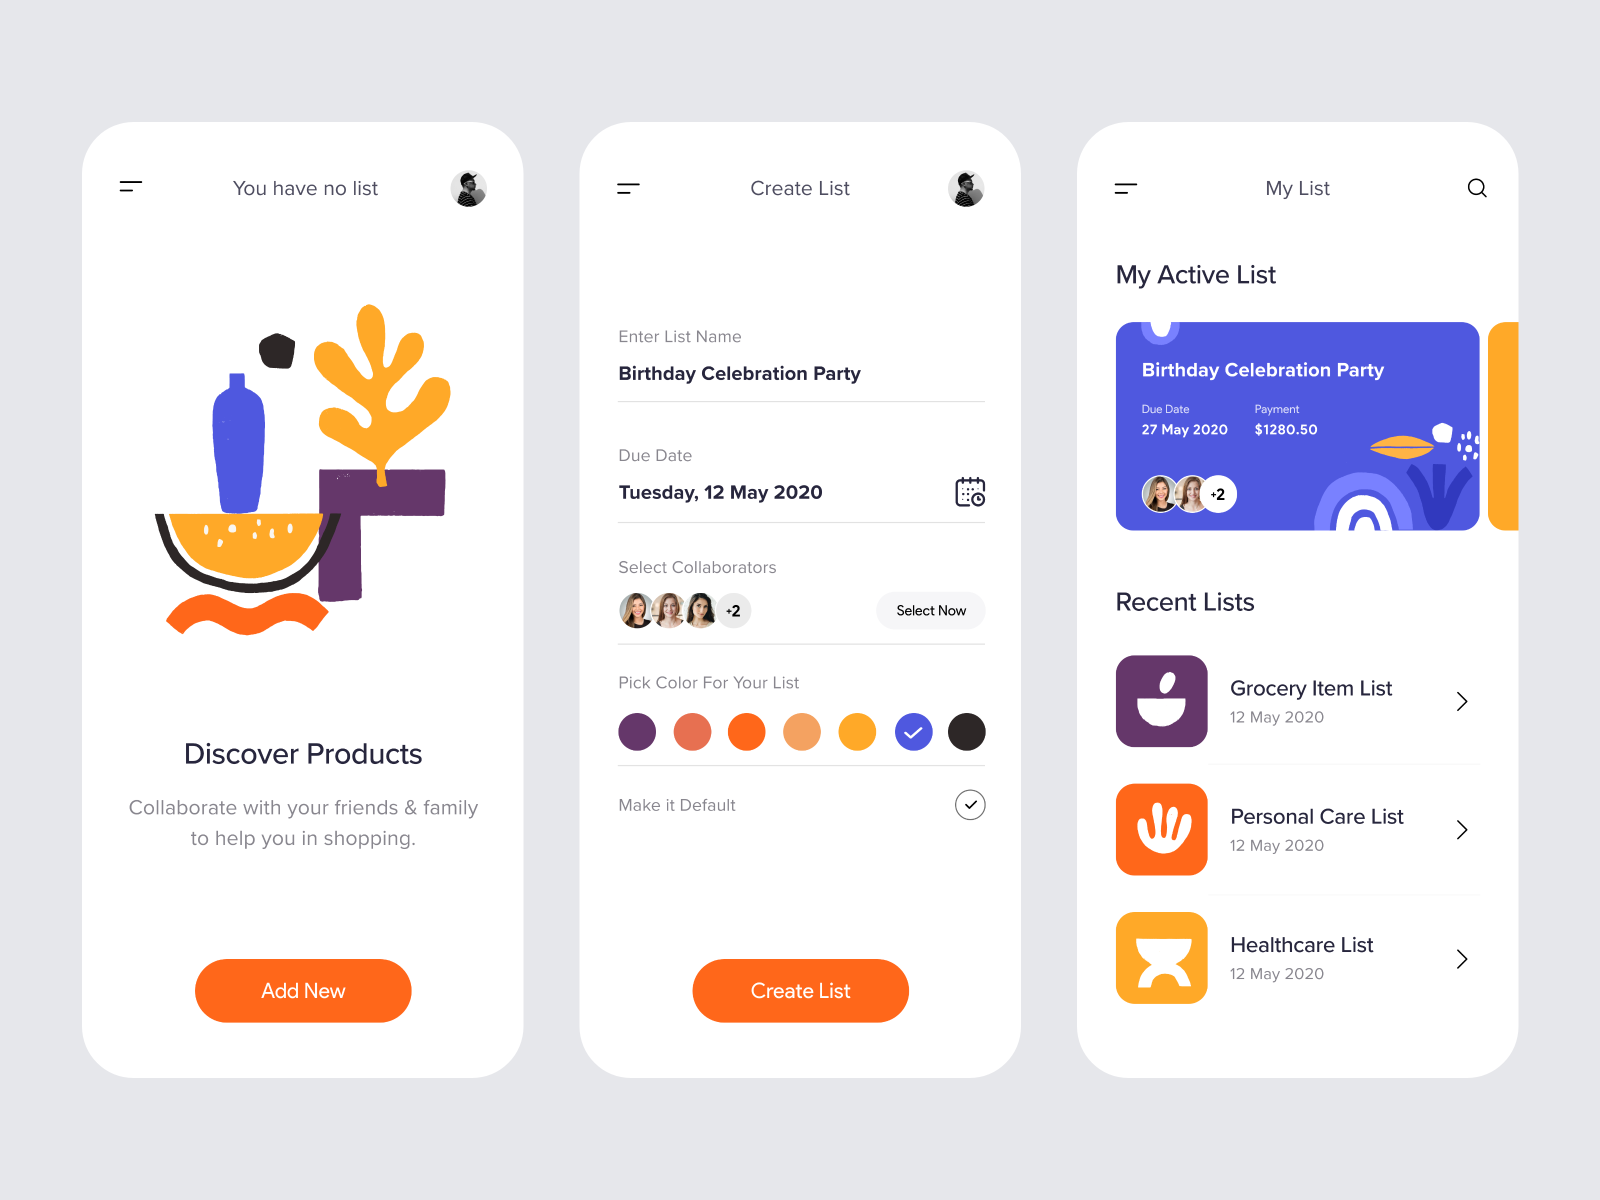 You have no list
Discover Products
Collaborate with your friends & family
to help you in shopping.
Add New
Create List
Enter List Name
Birthday Celebration Party
Due Date
Tuesday, 12 May 2020
Select Collaborators
+2
Select Now
Pick Color For Your List
Make it Default
Create List
My List
My Active List
Birthday Celebration Party
Due Date
Payment
27 May 2020
$1280.50
+2
Recent Lists
Grocery Item List
12 May 2020
Personal Care List
12 May 2020
Healthcare List
12 May 2020